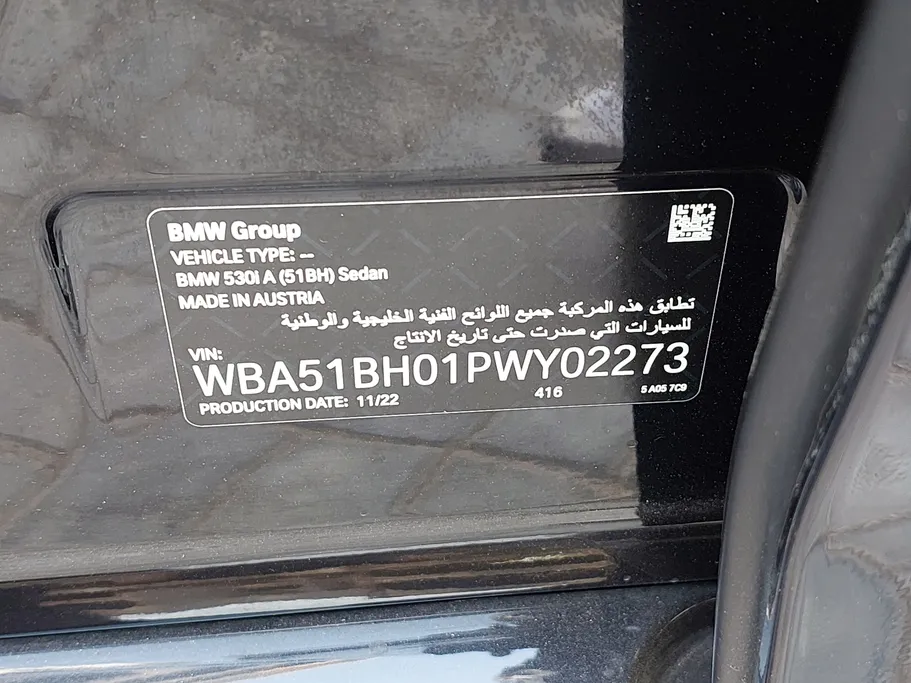 BMW Group
VEHICLE TYPE: --
BMW 530I A (51BH) Sedan
MADE IN AUSTRIA
تطابق هذه المركبة جميع اللوائح الفنية الخليجية والوطنية
للسيارات التي صدرت حتى تاريخ الانتاج
VIN:
WBA51BH01PWY02273
PRODUCTION DATE: 11/22 416 5 A05 7C9